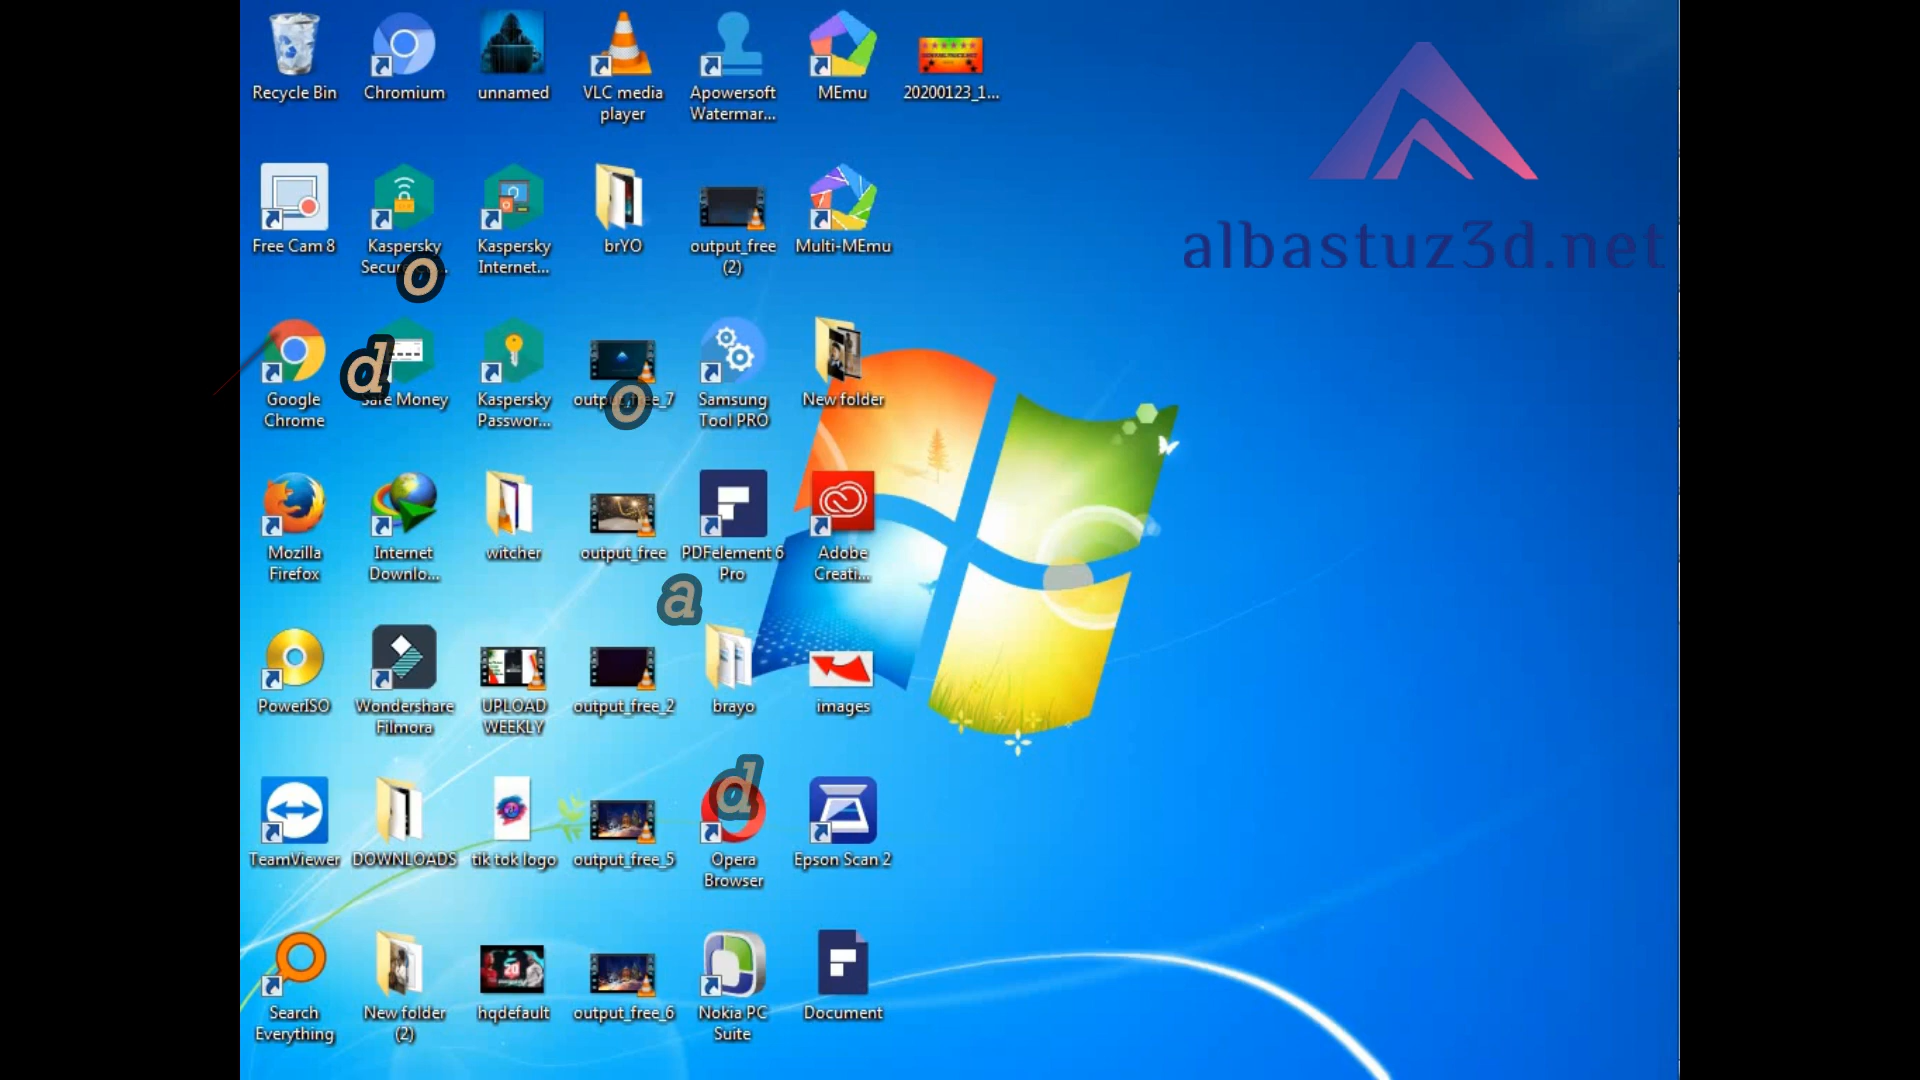 Recycle Bin
Chromium
unnamed
VLC media
player
Apowersoft
Watermar...
MEmu
20200123_1...
albastuz3d.net
Free Cam 8
Kaspersky
Kaspersky
Internet...
brYO
output_free
(2)
Multi-MEmu
o
d
o
Google
Chrome
Safe Money
Kaspersky
Passwor...
output_free_7
Samsung
Tool PRO
New folder
Mozilla
Firefox
Internet
Downlo...
witcher
output_free
PDFelement 6
Pro
Adobe
Creati...
a
PowerISO
Wondershare
Filmora
UPLOAD
WEEKLY
output_free_2
brayo
images
d
TeamViewer
DOWNLOADS
tik tok logo
output_free_5
Opera
Browser
Epson Scan 2
Search
Everything
New folder
(2)
20
hqdefault
output_free_6
Nokia PC
Suite
Document